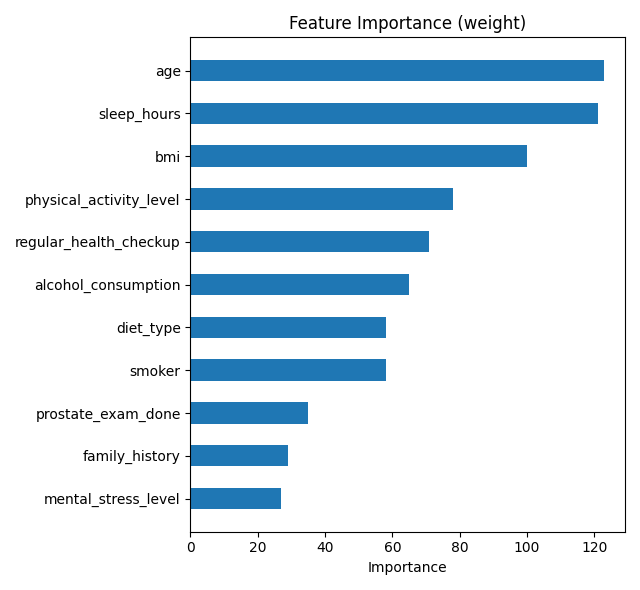 Feature Importance (weight)
age
sleep_hours
bmi
physical_activity_level
regular_health_checkup
alcohol_consumption
diet_type
smoker
prostate_exam_done
family_history
mental_stress_level
0 20 40 60 80 100 120
Importance